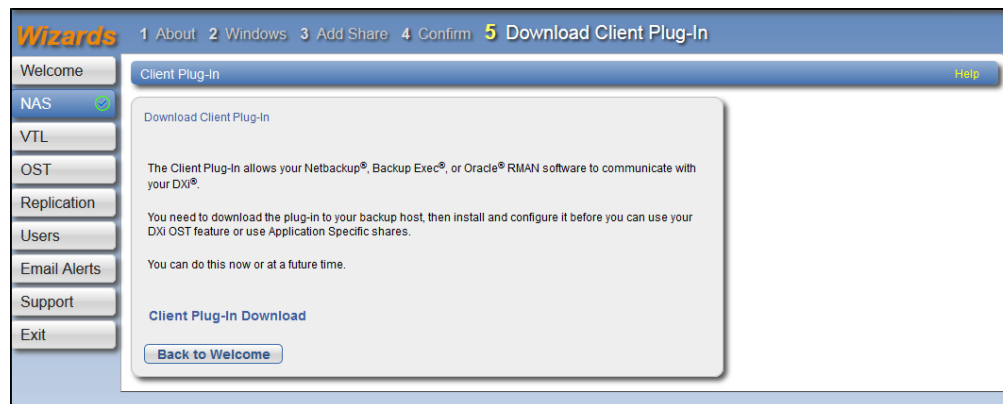 Wizards
1 About 2 Windows 3 Add Share 4 Confirm 5 Download Client Plug-In
Welcome
NAS
VTL
OST
Replication
Users
Email Alerts
Support
Exit
Client Plug-In
Help
Download Client Plug-In
The Client Plug-In allows your Netbackup®, Backup Exec®, or Oracle® RMAN software to communicate with
your DXi®.
You need to download the plug-in to your backup host, then install and configure it before you can use your
DXi OST feature or use Application Specific shares.
You can do this now or at a future time.
Client Plug-In Download
Back to Welcome